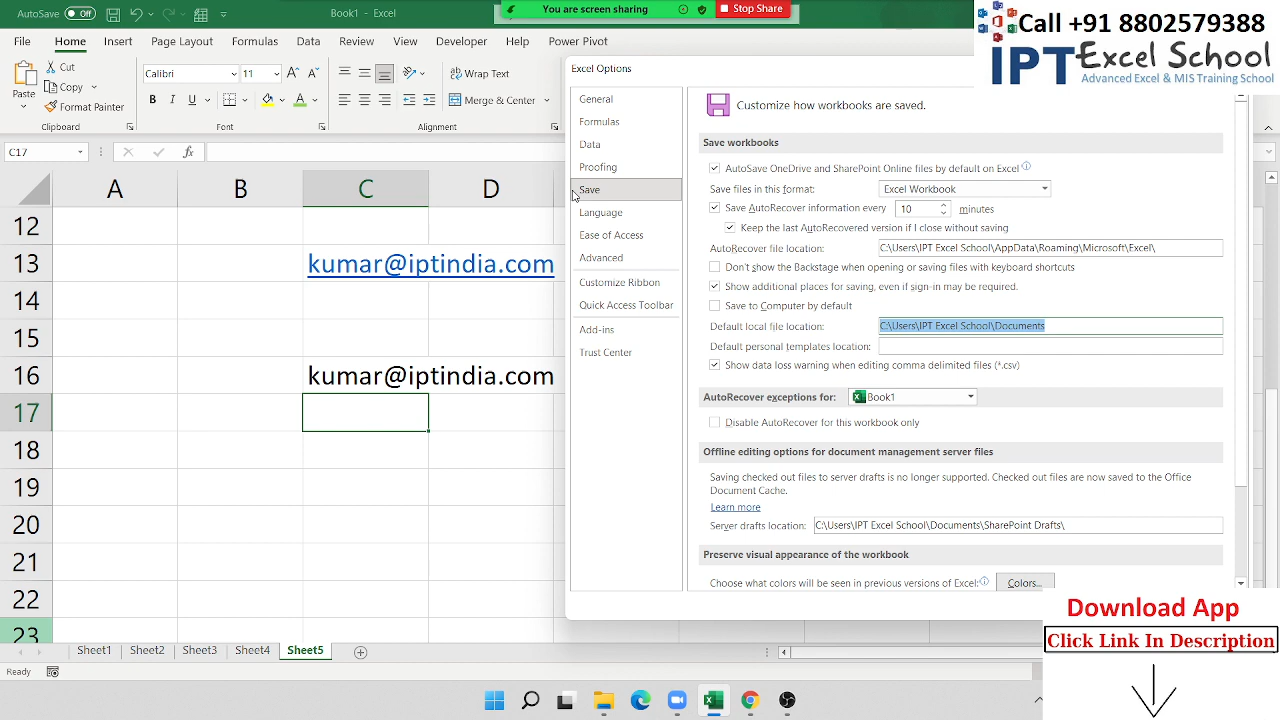 AutoSave Off Book1 - Excel
You are screen sharing Stop Share
Call +91 8802579388
IPT Excel School
Advanced Excel & MIS Training School
File Home Insert Page Layout Formulas Data Review View Developer Help Power Pivot
Paste
Cut
Copy
Format Painter
Clipboard
Calibri 11
B I U
Font
Wrap Text
Merge & Center
Alignment
C17 fx
A B C D
12
13 kumar@iptindia.com
14
15
16 kumar@iptindia.com
17
18
19
20
21
22
23
Excel Options
General
Formulas
Data
Proofing
Save
Language
Ease of Access
Advanced
Customize Ribbon
Quick Access Toolbar
Add-ins
Trust Center
Customize how workbooks are saved.
Save workbooks
AutoSave OneDrive and SharePoint Online files by default on Excel
Save files in this format: Excel Workbook
Save AutoRecover information every 10 minutes
Keep the last AutoRecovered version if I close without saving
AutoRecover file location: C:\Users\IPT Excel School\AppData\Roaming\Microsoft\Excel\
Don't show the Backstage when opening or saving files with keyboard shortcuts
Show additional places for saving, even if sign-in may be required.
Save to Computer by default
Default local file location: C:\Users\IPT Excel School\Documents
Default personal templates location:
Show data loss warning when editing comma delimited files (*.csv)
AutoRecover exceptions for: Book1
Disable AutoRecover for this workbook only
Offline editing options for document management server files
Saving checked out files to server drafts is no longer supported. Checked out files are now saved to the Office
Document Cache.
Learn more
Server drafts location: C:\Users\IPT Excel School\Documents\SharePoint Drafts\
Preserve visual appearance of the workbook
Choose what colors will be seen in previous versions of Excel: Colors...
Sheet1 Sheet2 Sheet3 Sheet4 Sheet5
Ready
Download App
Click Link In Description